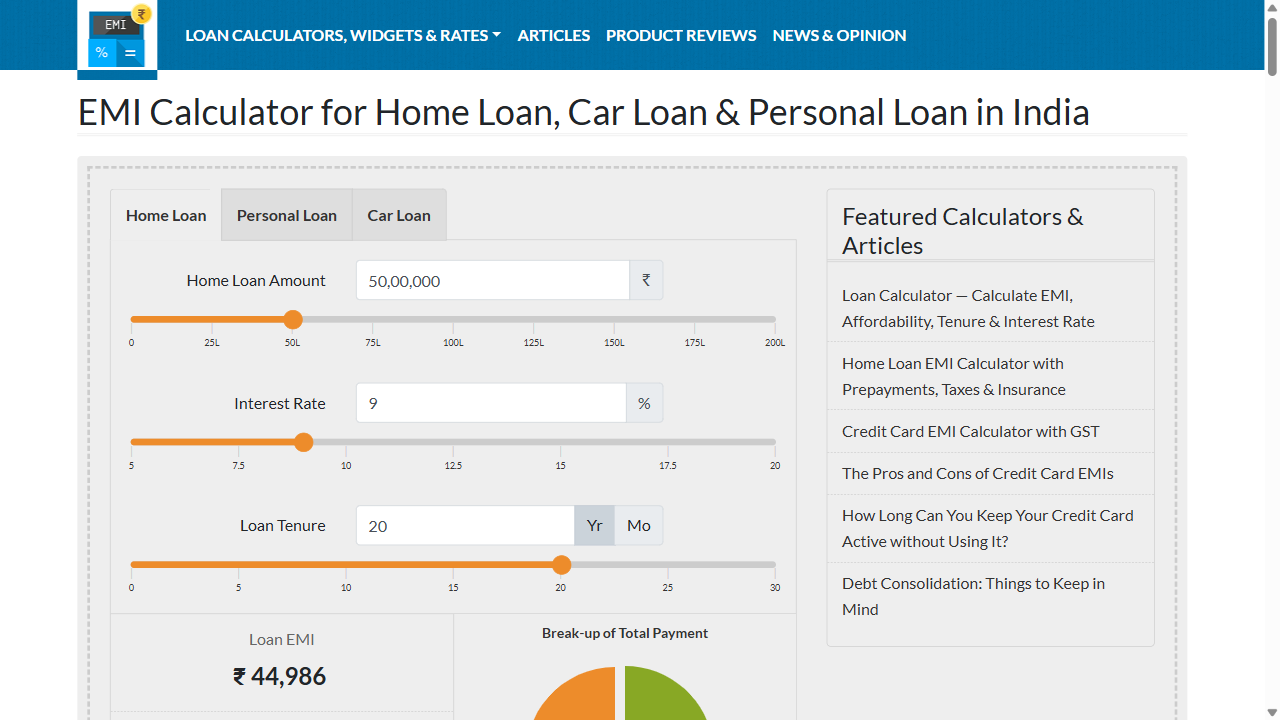 EMI
₹
%
=
LOAN CALCULATORS, WIDGETS & RATES
ARTICLES
PRODUCT REVIEWS
NEWS & OPINION
EMI Calculator for Home Loan, Car Loan & Personal Loan in India
Home Loan
Personal Loan
Car Loan
Home Loan Amount
50,00,000
₹
0 25L 50L 75L 100L 125L 150L 175L 200L
Interest Rate
9
%
5 7.5 10 12.5 15 17.5 20
Loan Tenure
20
Yr
Mo
0 5 10 15 20 25 30
Loan EMI
₹ 44,986
Break-up of Total Payment
Featured Calculators &
Articles
Loan Calculator — Calculate EMI,
Affordability, Tenure & Interest Rate
Home Loan EMI Calculator with
Prepayments, Taxes & Insurance
Credit Card EMI Calculator with GST
The Pros and Cons of Credit Card EMIs
How Long Can You Keep Your Credit Card
Active without Using It?
Debt Consolidation: Things to Keep in
Mind